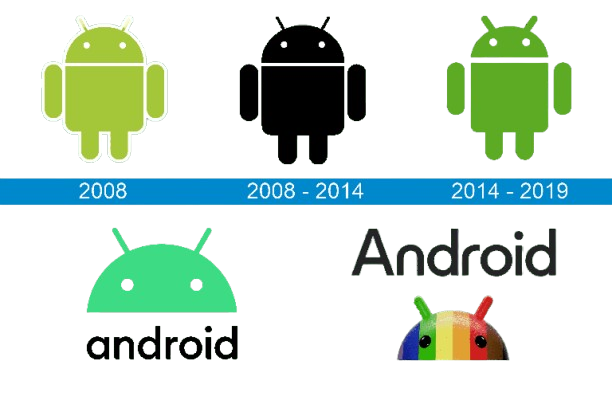 2008
2008 - 2014
2014 - 2019
Android
android